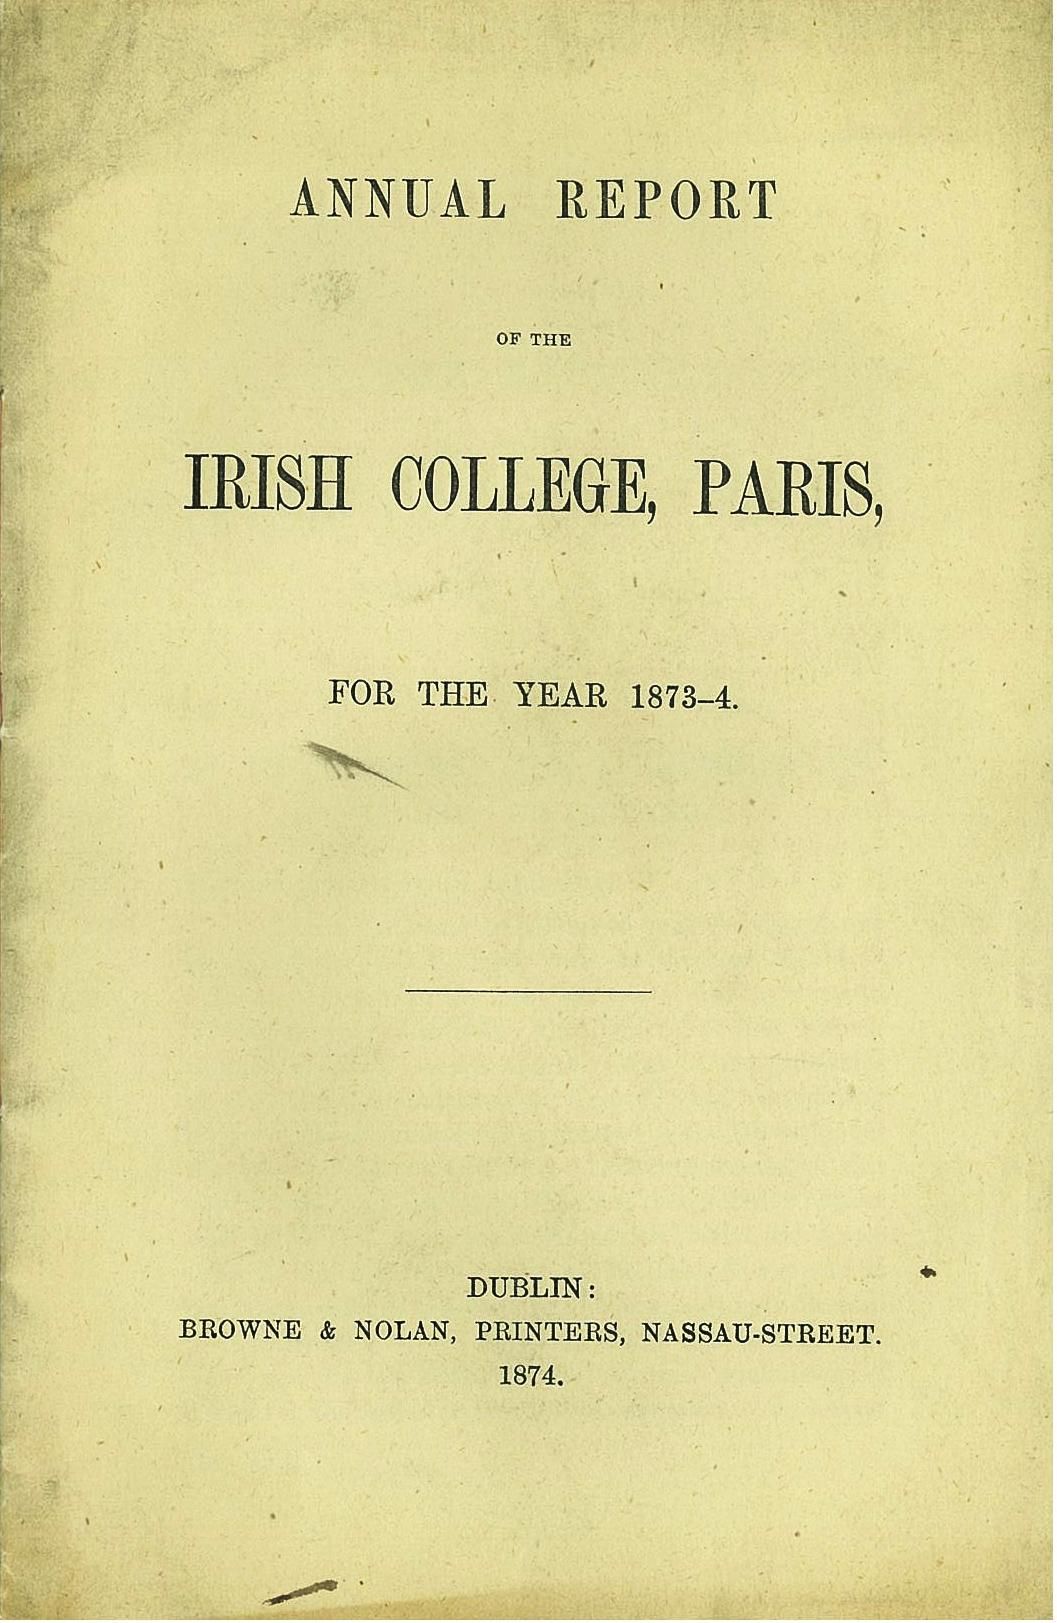 ANNUAL REPORT
OF THE
IRISH COLLEGE, PARIS,
FOR THE YEAR 1873–4.
DUBLIN:
BROWNE & NOLAN, PRINTERS, NASSAU-STREET.
1874.